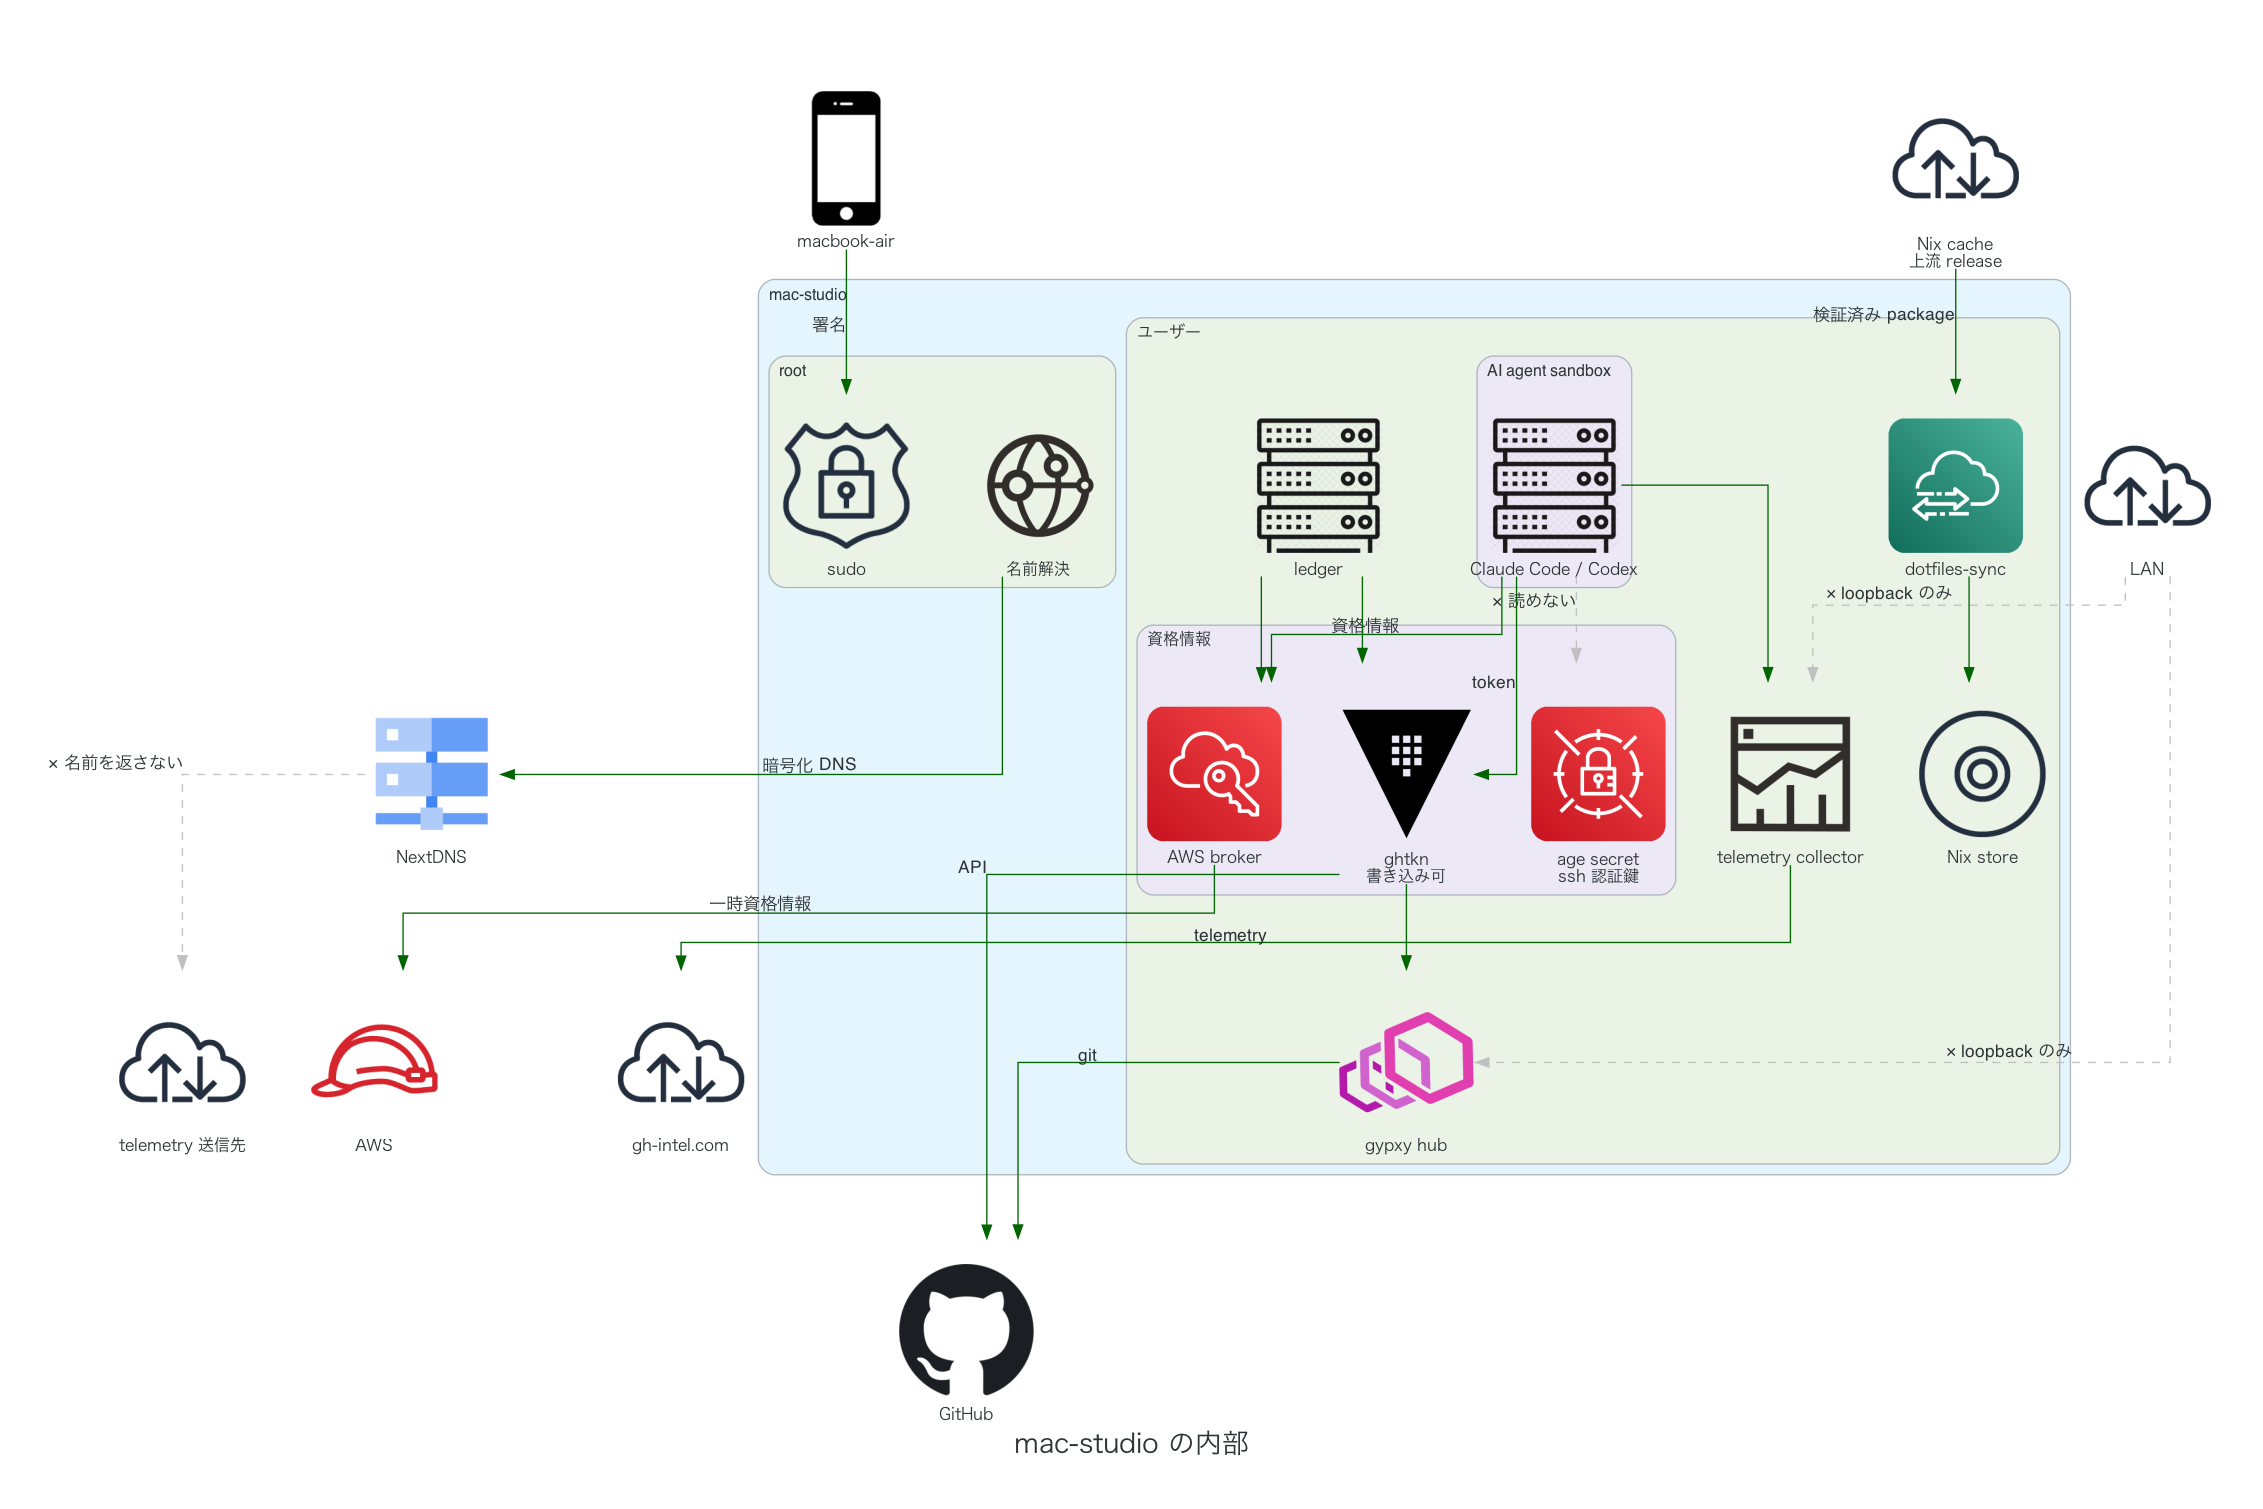 macbook-air
Nix cache
上流 release
mac-studio
署名
検証済み package
ユーザー
root
AI agent sandbox
sudo
名前解決
ledger
Claude Code / Codex
dotfiles-sync
LAN
× 読めない
× loopback のみ
資格情報
資格情報
token
× 名前を返さない
暗号化 DNS
NextDNS
AWS broker
ghtkn
書き込み可
age secret
ssh 認証鍵
telemetry collector
Nix store
API
一時資格情報
telemetry
git
× loopback のみ
telemetry 送信先
AWS
gh-intel.com
gypxy hub
GitHub
mac-studio の内部